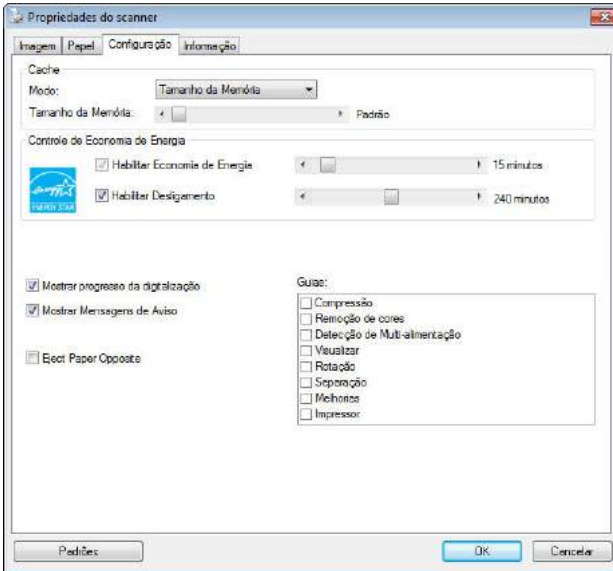 Propriedades do scanner
Imagem Papel Configuração Informação
Cache
Modo: Tamanho da Memória
Tamanho da Memória: Padrão
Controle de Economia de Energia
Habilitar Economia de Energia 15 minutos
ENERGY STAR
Habilitar Desligamento 240 minutos
Mostrar progresso da digitalização
Mostrar Mensagens de Aviso
Eject Paper Opposite
Guias:
Compressão
Remoção de cores
Detecção de Multi-alimentação
Visualizar
Rotação
Separação
Melhorias
Impressor
Padrões OK Cancelar